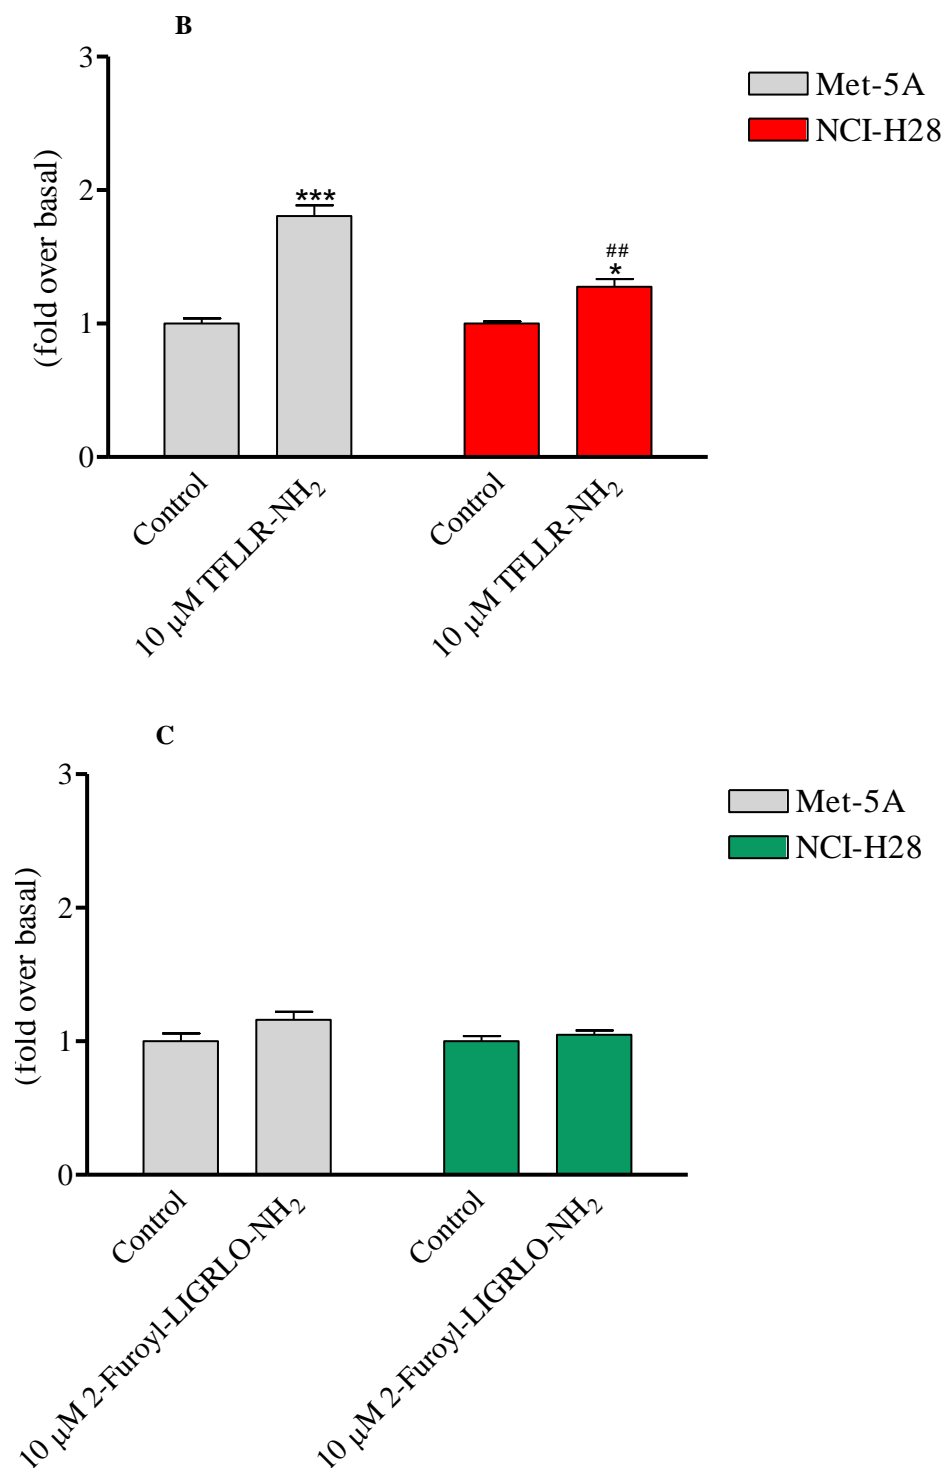 B
3
2
1
0
(fold over basal)
Met-5A
NCI-H28
***
##
*
Control
10 µM TFLLR-NH2
Control
10 µM TFLLR-NH2
C
3
2
1
0
(fold over basal)
Met-5A
NCI-H28
Control
10 µM 2-Furoyl-LIGRLO-NH2
Control
10 µM 2-Furoyl-LIGRLO-NH2